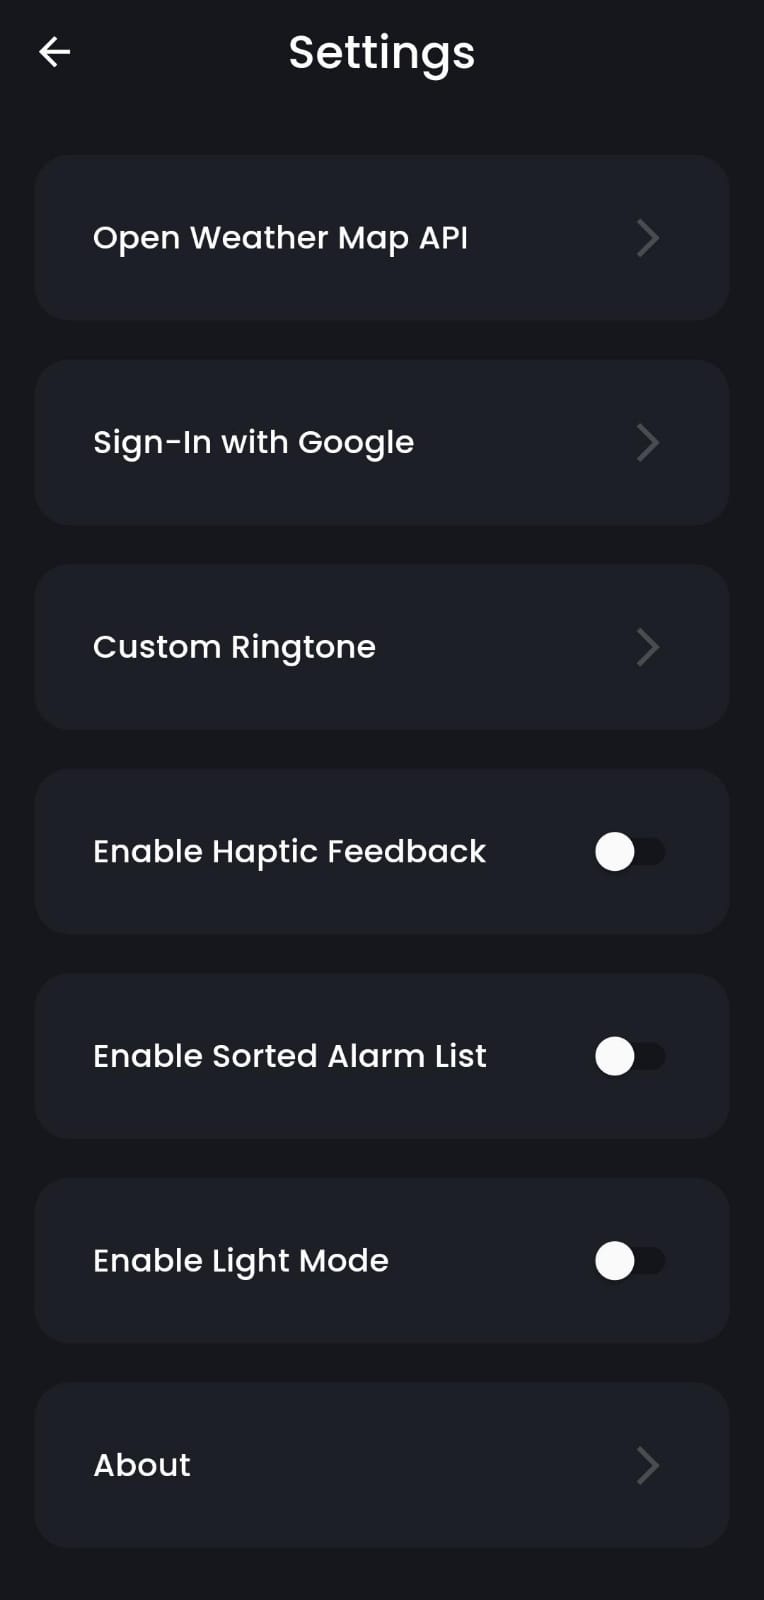 Settings
Open Weather Map API
Sign-In with Google
Custom Ringtone
Enable Haptic Feedback
Enable Sorted Alarm List
Enable Light Mode
About